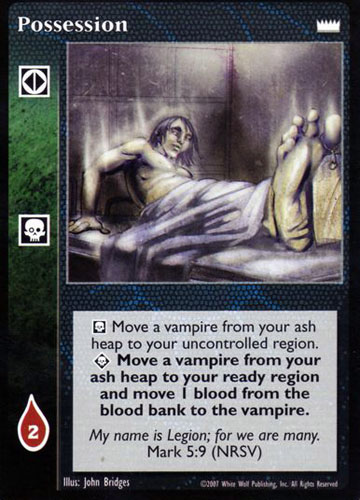 Possession
Move a vampire from your ash
heap to your uncontrolled region.
Move a vampire from your
ash heap to your ready region
and move 1 blood from the
blood bank to the vampire.
My name is Legion; for we are many.
Mark 5:9 (NRSV)
2
Illus: John Bridges
©2007 White Wolf Publishing, Inc. All Rights Reserved